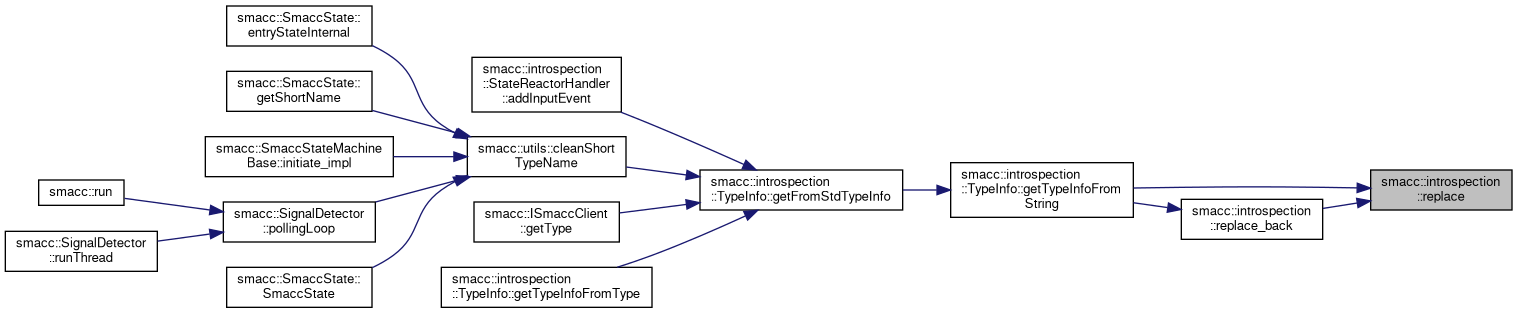 smacc::SmaccState::
entryStateInternal
smacc::SmaccState::
getShortName
smacc::SmaccStateMachine
Base::initiate_impl
smacc::run
smacc::SignalDetector
::pollingLoop
smacc::SignalDetector
::runThread
smacc::SmaccState::
SmaccState
smacc::introspection
::StateReactorHandler
::addInputEvent
smacc::utils::cleanShort
TypeName
smacc::ISmaccClient
::getType
smacc::introspection
::TypeInfo::getTypeInfoFromType
smacc::introspection
::TypeInfo::getFromStdTypeInfo
smacc::introspection
::TypeInfo::getTypeInfoFrom
String
smacc::introspection
::replace_back
smacc::introspection
::replace